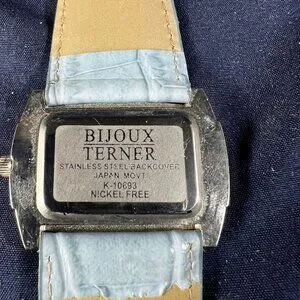 BIJOUX
TERNER
STAINLESS STEEL BACKCOVER
JAPAN MOVT
K-10693
NICKEL FREE